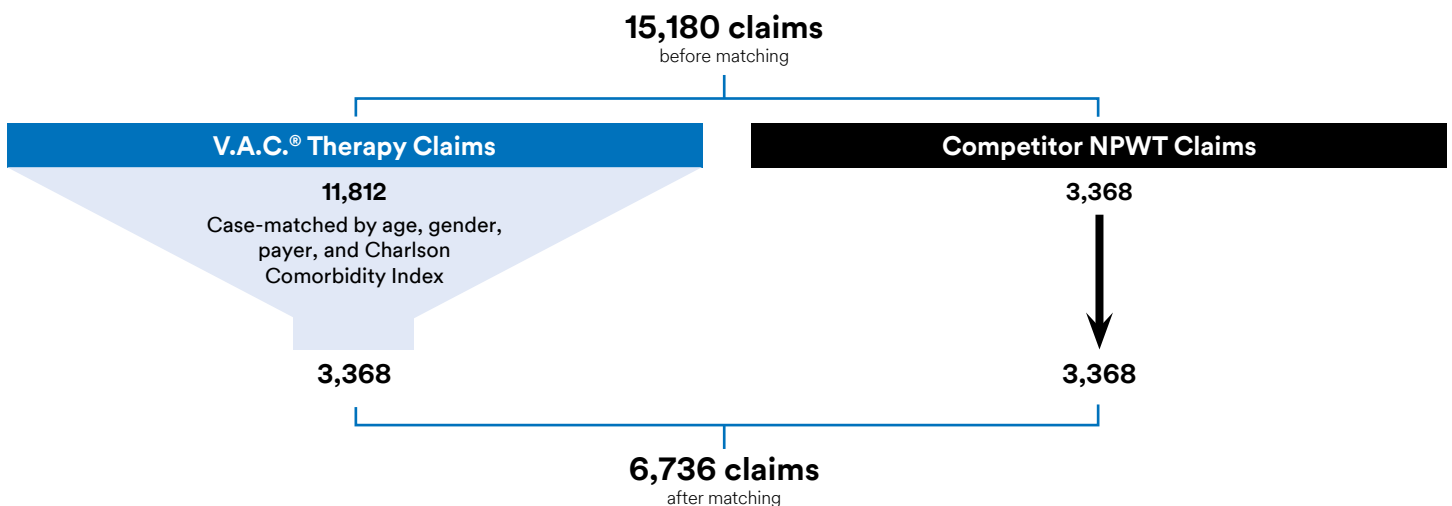 15,180 claims
before matching
V.A.C.® Therapy Claims
Competitor NPWT Claims
11,812
Case-matched by age, gender,
payer, and Charlson
Comorbidity Index
3,368
3,368
3,368
6,736 claims
after matching